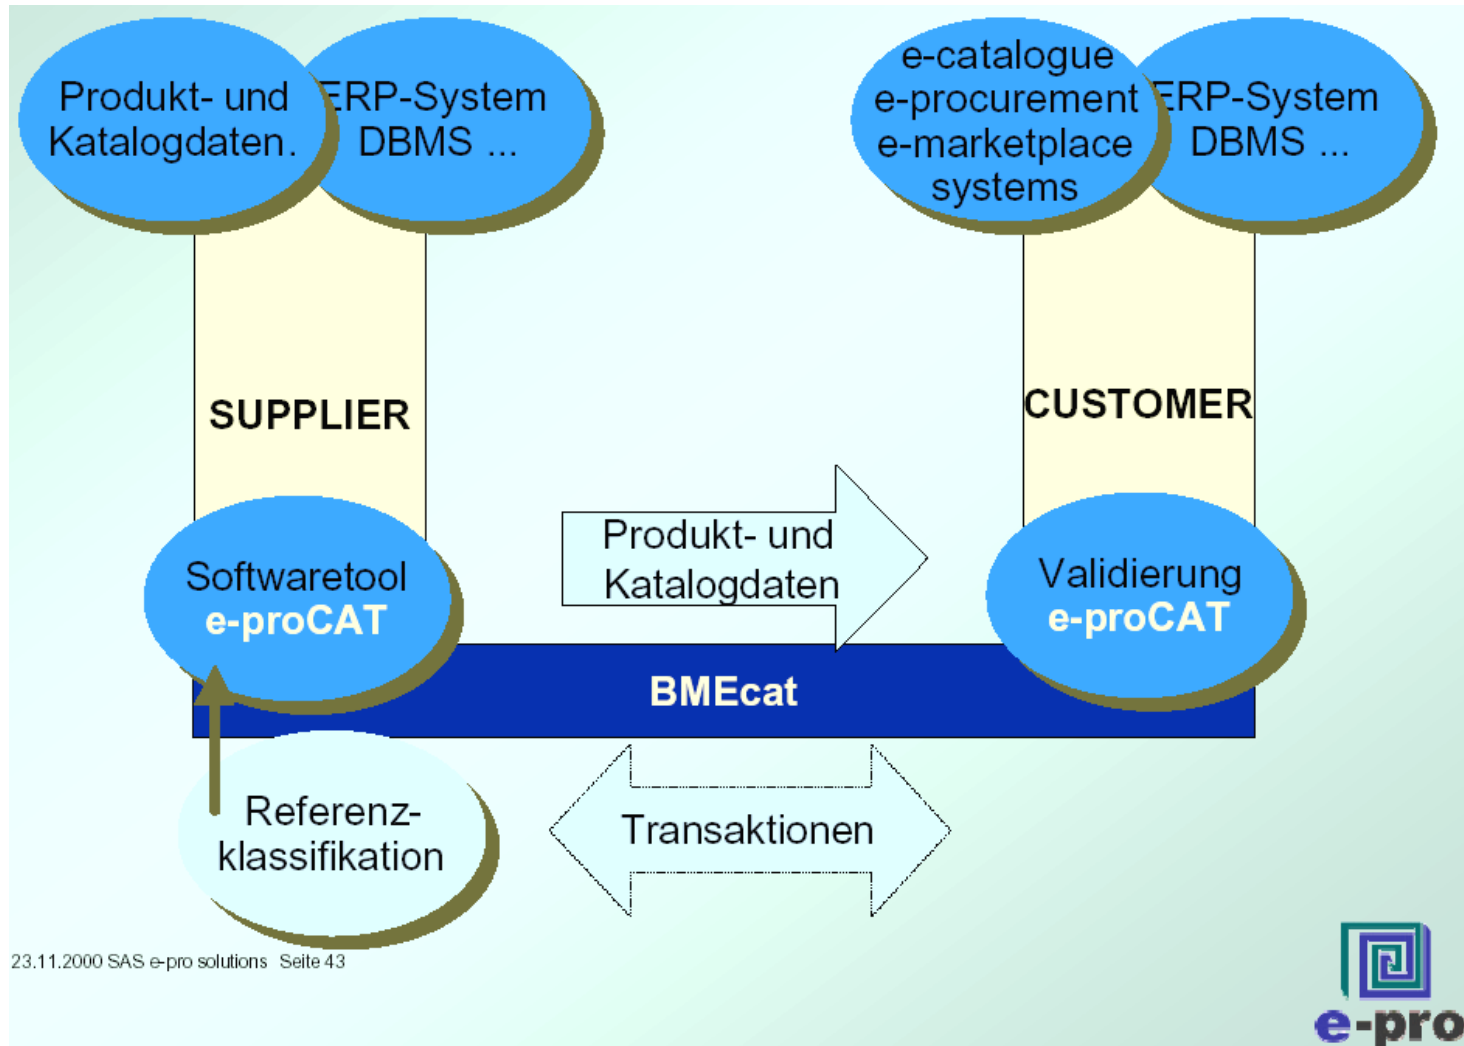 Produkt- und
Katalogdaten.
ERP-System
DBMS ...
e-catalogue
e-procurement
e-marketplace
systems
ERP-System
DBMS ...
SUPPLIER
CUSTOMER
Produkt- und
Katalogdaten
Softwaretool
e-proCAT
Validierung
e-proCAT
BMEcat
Referenz-
klassifikation
Transaktionen
23.11.2000 SAS e-pro solutions Seite 43
e-pro